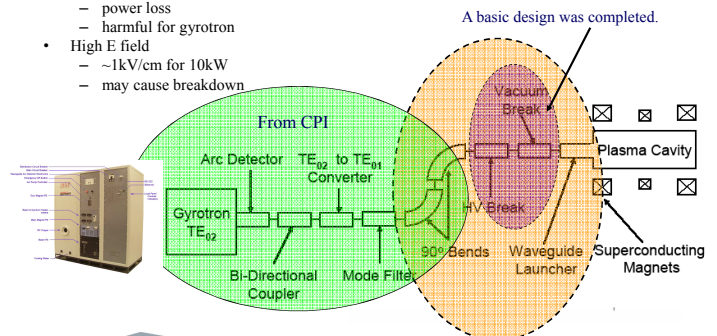 – power loss
– harmful for gyrotron
• High E field
– ~1kV/cm for 10kW
– may cause breakdown
A basic design was completed.
From CPI
Vacuum
Break
Arc Detector
TE02 to TE01
Converter
Plasma Cavity
Gyrotron
TE02
HV Break
90º Bends
Bi-Directional
Coupler
Mode Filter
Waveguide
Launcher
Superconducting
Magnets